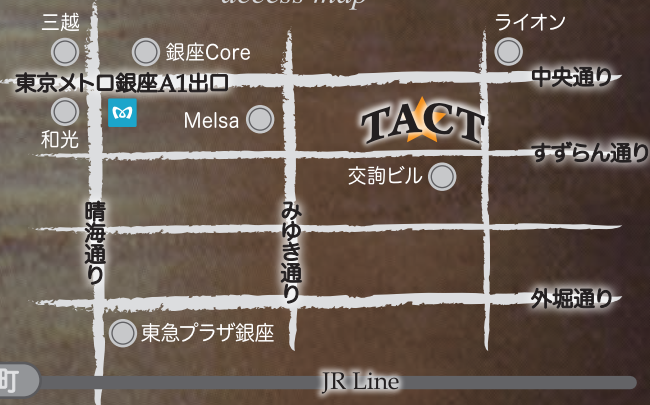 access map
三越
ライオン
銀座Core
東京メトロ銀座A1出口
中央通り
和光
Melsa
TACT
すずらん通り
交詢ビル
晴海通り
みゆき通り
外堀通り
東急プラザ銀座
町
JR Line